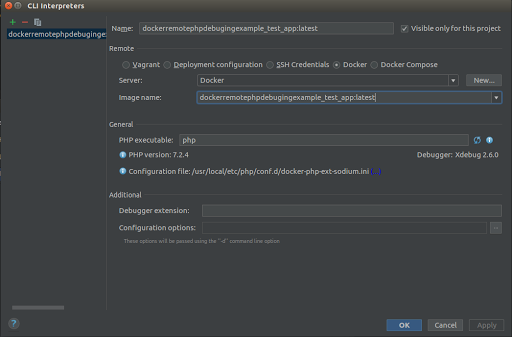 CLI Interpreters
dockerremotephpdebugingex
Name: dockerremotephpdebugingexample_test_app:latest
Visible only for this project
Remote
Vagrant Deployment configuration SSH Credentials Docker Docker Compose
Server: Docker New...
Image name: dockerremotephpdebugingexample_test_app:latest
General
PHP executable: php
PHP version: 7.2.4 Debugger: Xdebug 2.6.0
Configuration file: /usr/local/etc/php/conf.d/docker-php-ext-sodium.ini (...)
Additional
Debugger extension:
Configuration options: ...
These options will be passed using the "-d" command line option
? OK Cancel Apply